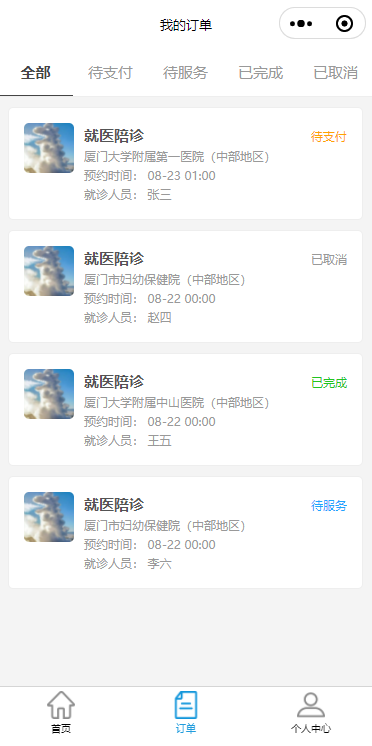 我的订单
全部 待支付 待服务 已完成 已取消
就医陪诊 待支付
厦门大学附属第一医院（中部地区）
预约时间： 08-23 01:00
就诊人员： 张三
就医陪诊 已取消
厦门市妇幼保健院（中部地区）
预约时间： 08-22 00:00
就诊人员： 赵四
就医陪诊 已完成
厦门大学附属中山医院（中部地区）
预约时间： 08-22 00:00
就诊人员： 王五
就医陪诊 待服务
厦门市妇幼保健院（中部地区）
预约时间： 08-22 00:00
就诊人员： 李六
首页 订单 个人中心